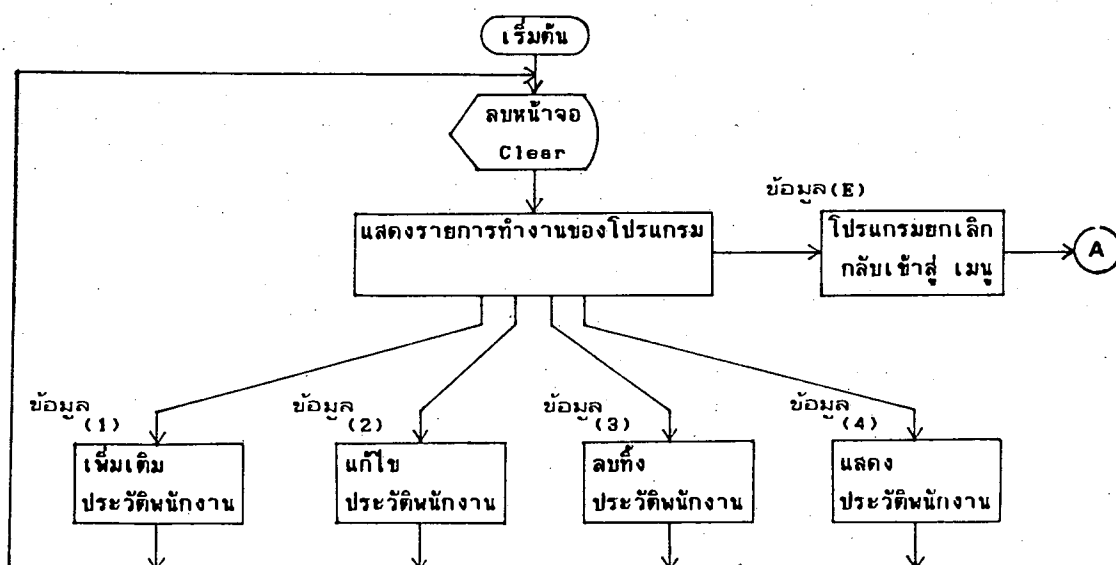 เริ่มต้น
ลบหน้าจอ
Clear
ข้อมูล(E)
แสดงรายการทำงานของโปรแกรม
โปรแกรมยกเลิก
กลับเข้าสู่ เมนู
A
ข้อมูล
(1)
ข้อมูล
(2)
ข้อมูล
(3)
ข้อมูล
(4)
เพิ่มเติม
ประวัติพนักงาน
แก้ไข
ประวัติพนักงาน
ลบทิ้ง
ประวัติพนักงาน
แสดง
ประวัติพนักงาน